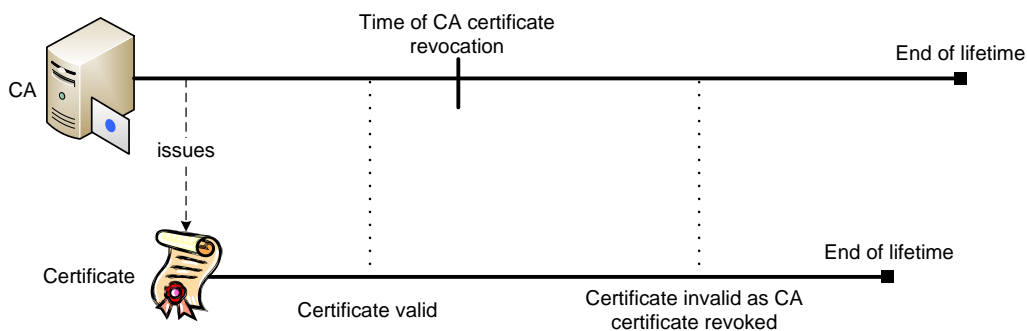 Time of CA certificate
revocation
End of lifetime
CA
issues
End of lifetime
Certificate
Certificate valid
Certificate invalid as CA
certificate revoked